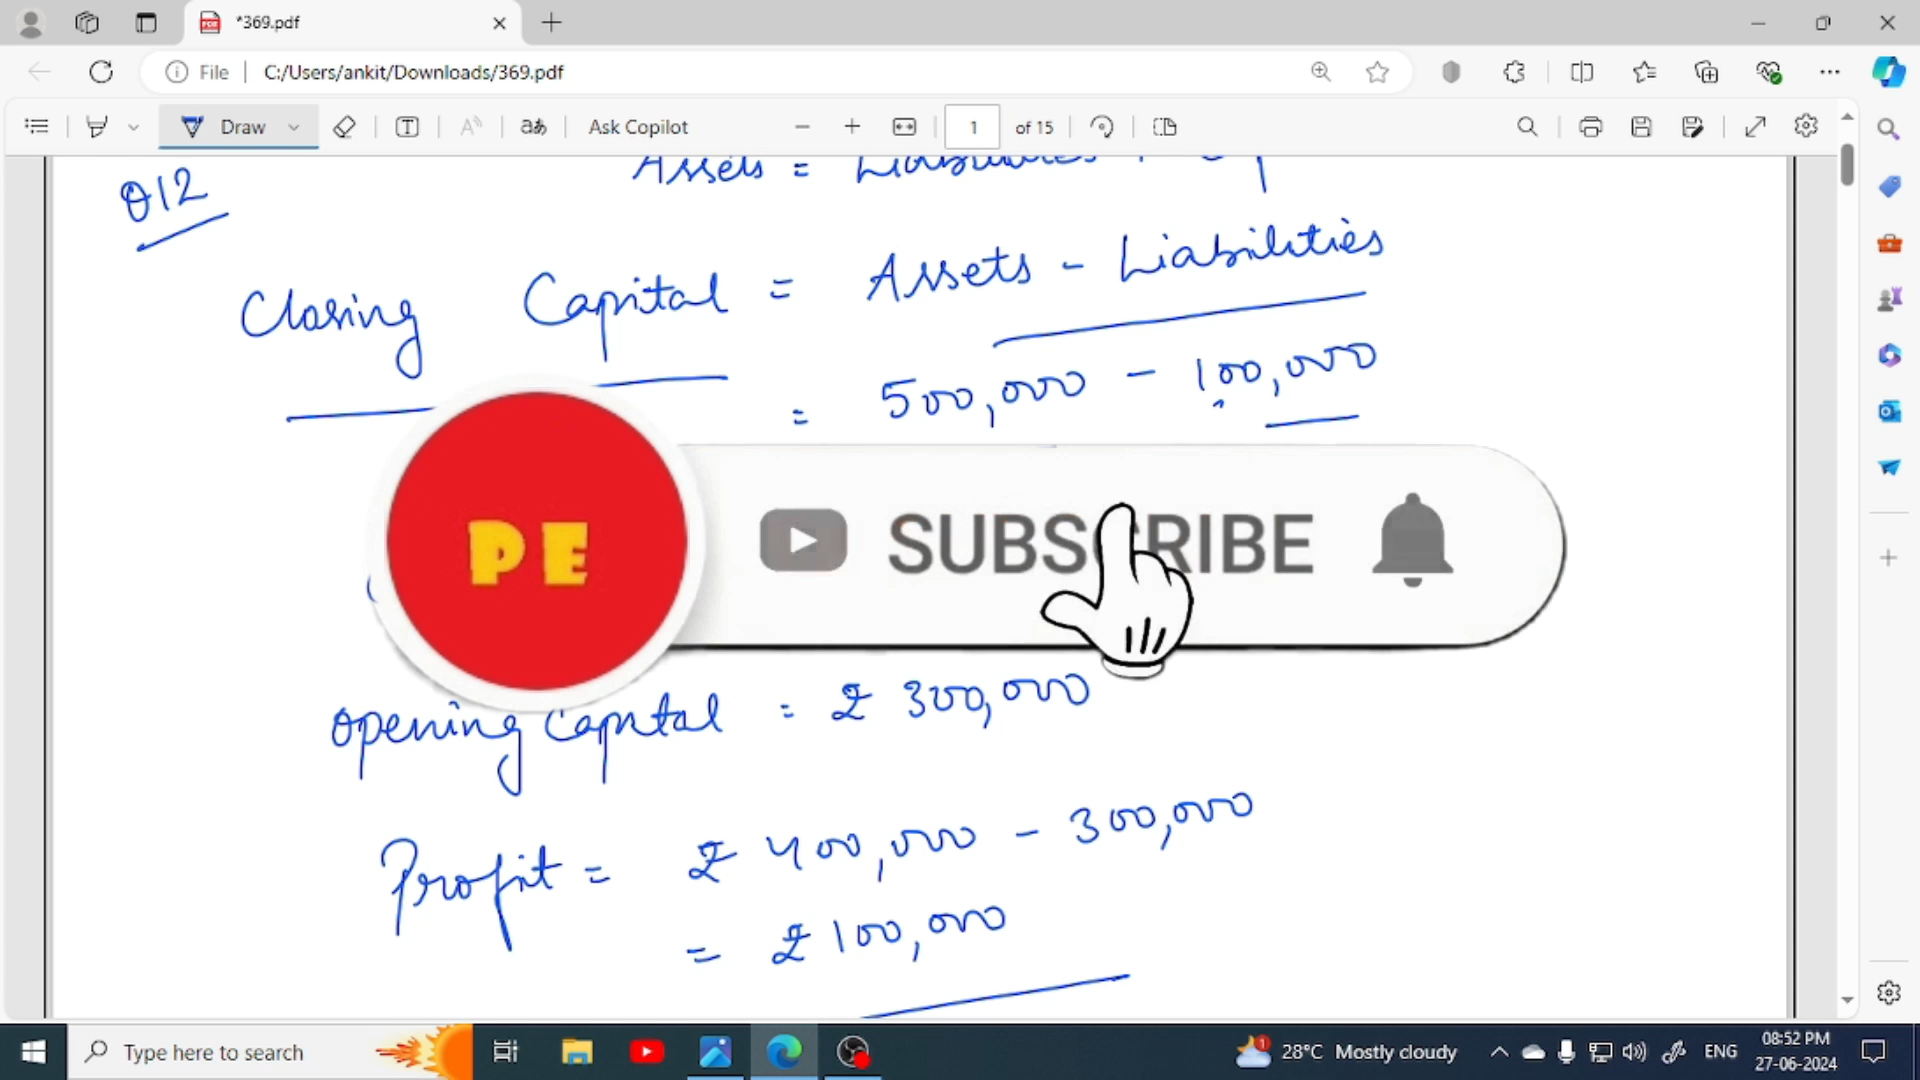 *369.pdf
File C:/Users/ankit/Downloads/369.pdf
Draw Ask Copilot 1 of 15
Q12
Assets = Liabilities +
Closing Capital = Assets - Liabilities
= 500,000 - 100,000
PE
SUBSCRIBE
Opening Capital = ₹ 300,000
Profit = ₹ 400,000 - 300,000
= ₹ 100,000
Type here to search
28°C Mostly cloudy
ENG
08:52 PM
27-06-2024